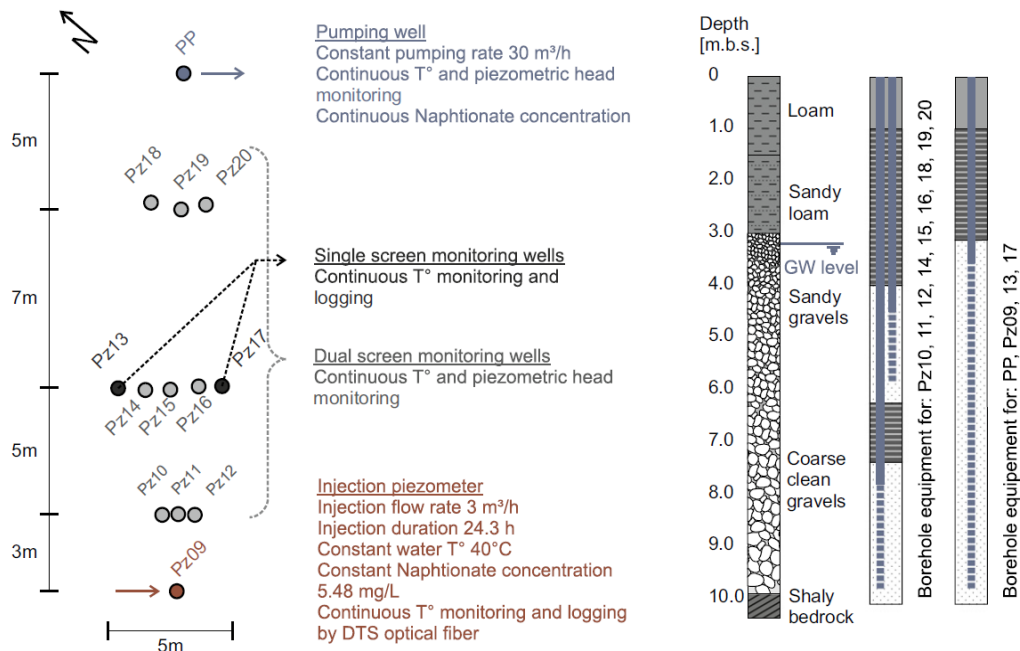 N
PP
Pumping well
Constant pumping rate 30 m³/h
Continuous T° and piezometric head
monitoring
Continuous Naphtionate concentration
5m
Pz18
Pz19
Pz20
7m
Single screen monitoring wells
Continuous T° monitoring and
logging
Pz13
Pz17
Dual screen monitoring wells
Continuous T° and piezometric head
monitoring
Pz14
Pz15
Pz16
5m
Pz10
Pz11
Pz12
3m
Pz09
Injection piezometer
Injection flow rate 3 m³/h
Injection duration 24.3 h
Constant water T° 40°C
Constant Naphtionate concentration
5.48 mg/L
Continuous T° monitoring and logging
by DTS optical fiber
5m
Depth
[m.b.s.]
0
1.0
2.0
3.0
4.0
5.0
6.0
7.0
8.0
9.0
10.0
Loam
Sandy
loam
GW level
Sandy
gravels
Coarse
clean
gravels
Shaly
bedrock
Borehole equipement for: Pz10, 11, 12, 14, 15, 16, 18, 19, 20
Borehole equipement for: PP, Pz09, 13, 17